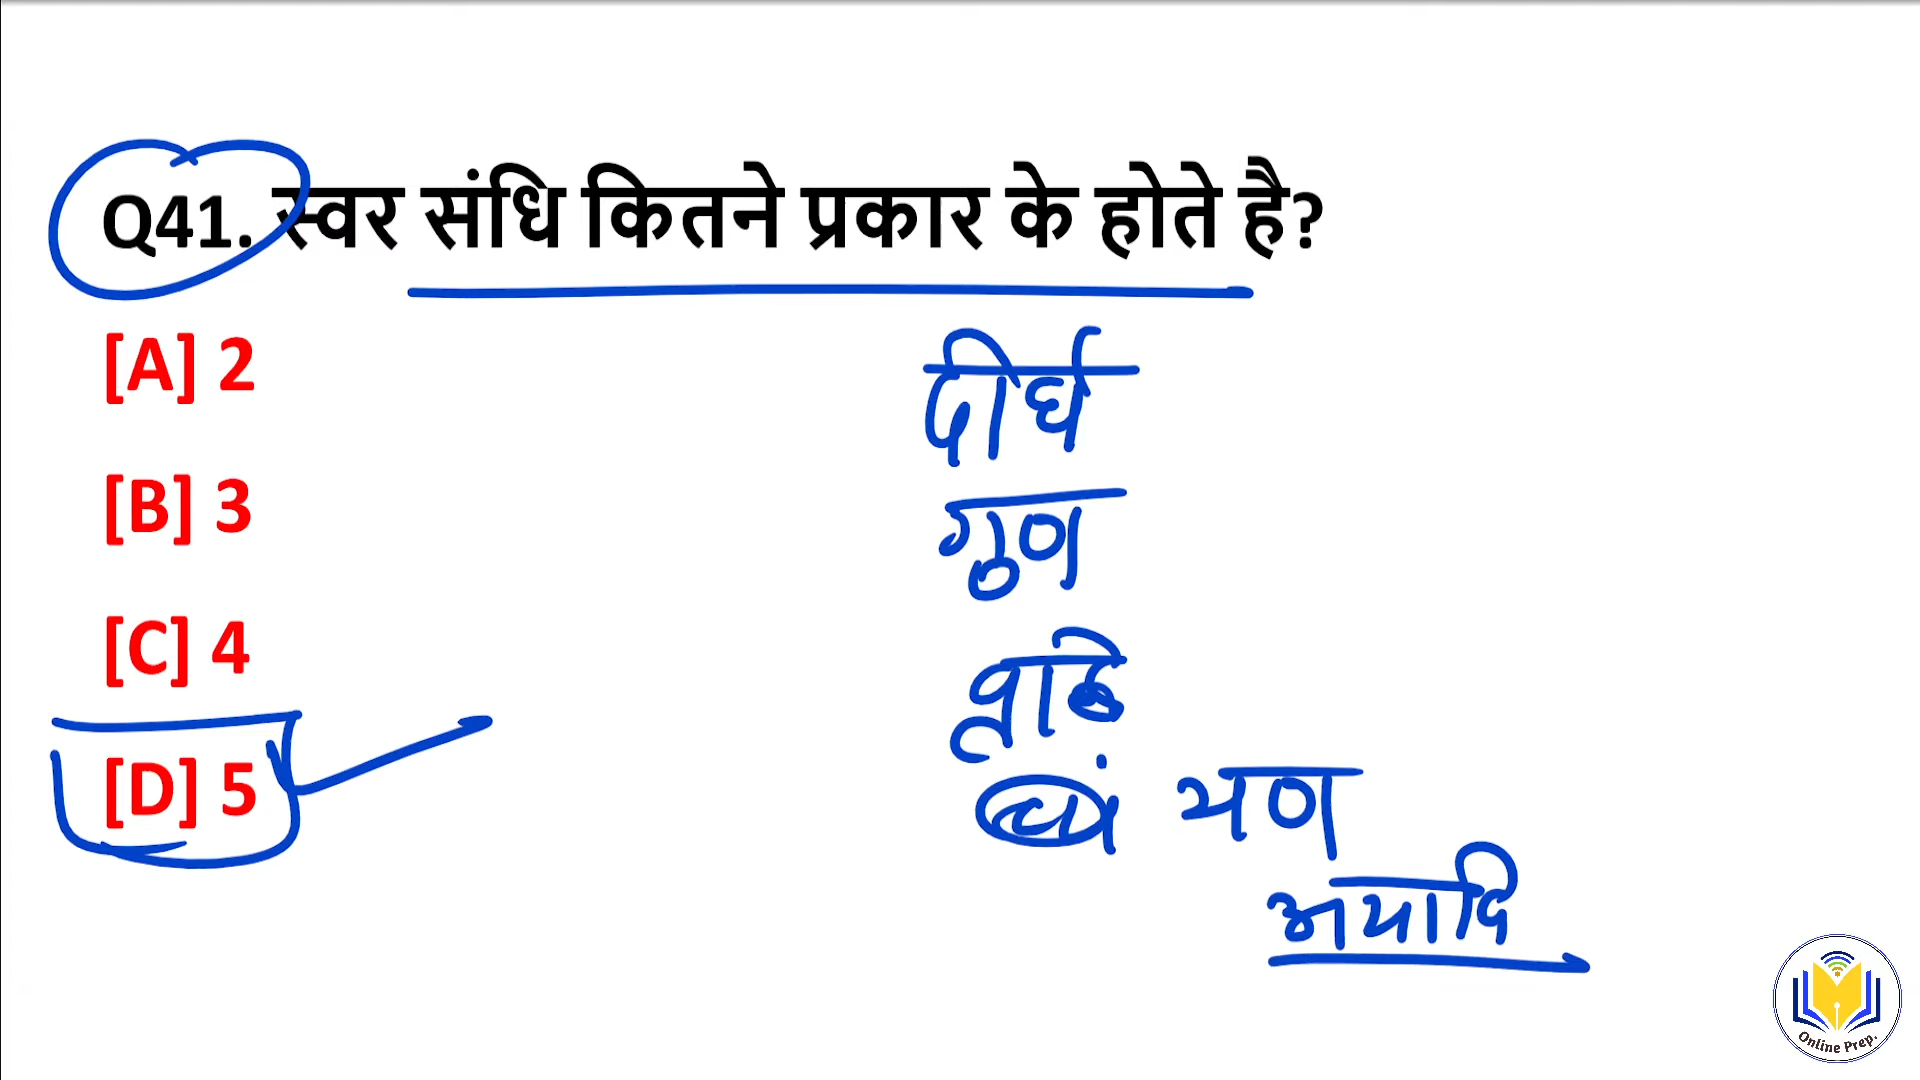 Q41. स्वर संधि कितने प्रकार के होते है?
[A] 2
[B] 3
[C] 4
[D] 5
दीर्घ
गुण
यण
अयादि
Online Prep.